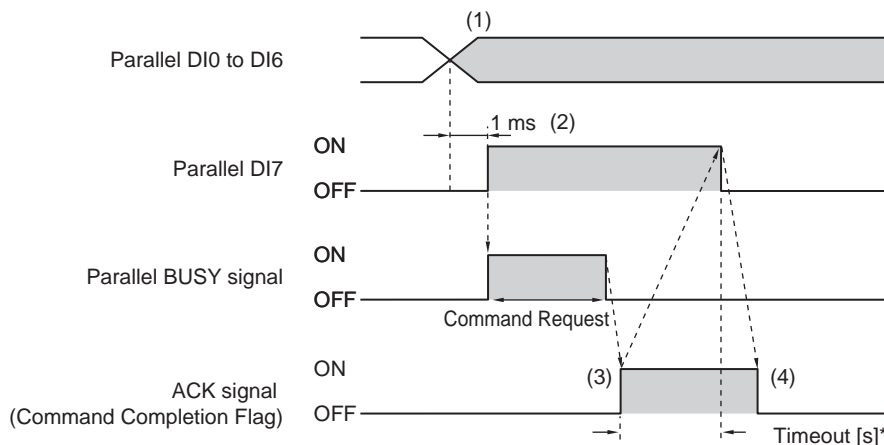 (1)
Parallel DI0 to DI6
1 ms (2)
ON
Parallel DI7
OFF
ON
Parallel BUSY signal
OFF
Command Request
ON
(3) (4)
ACK signal
(Command Completion Flag)
OFF
Timeout [s]*